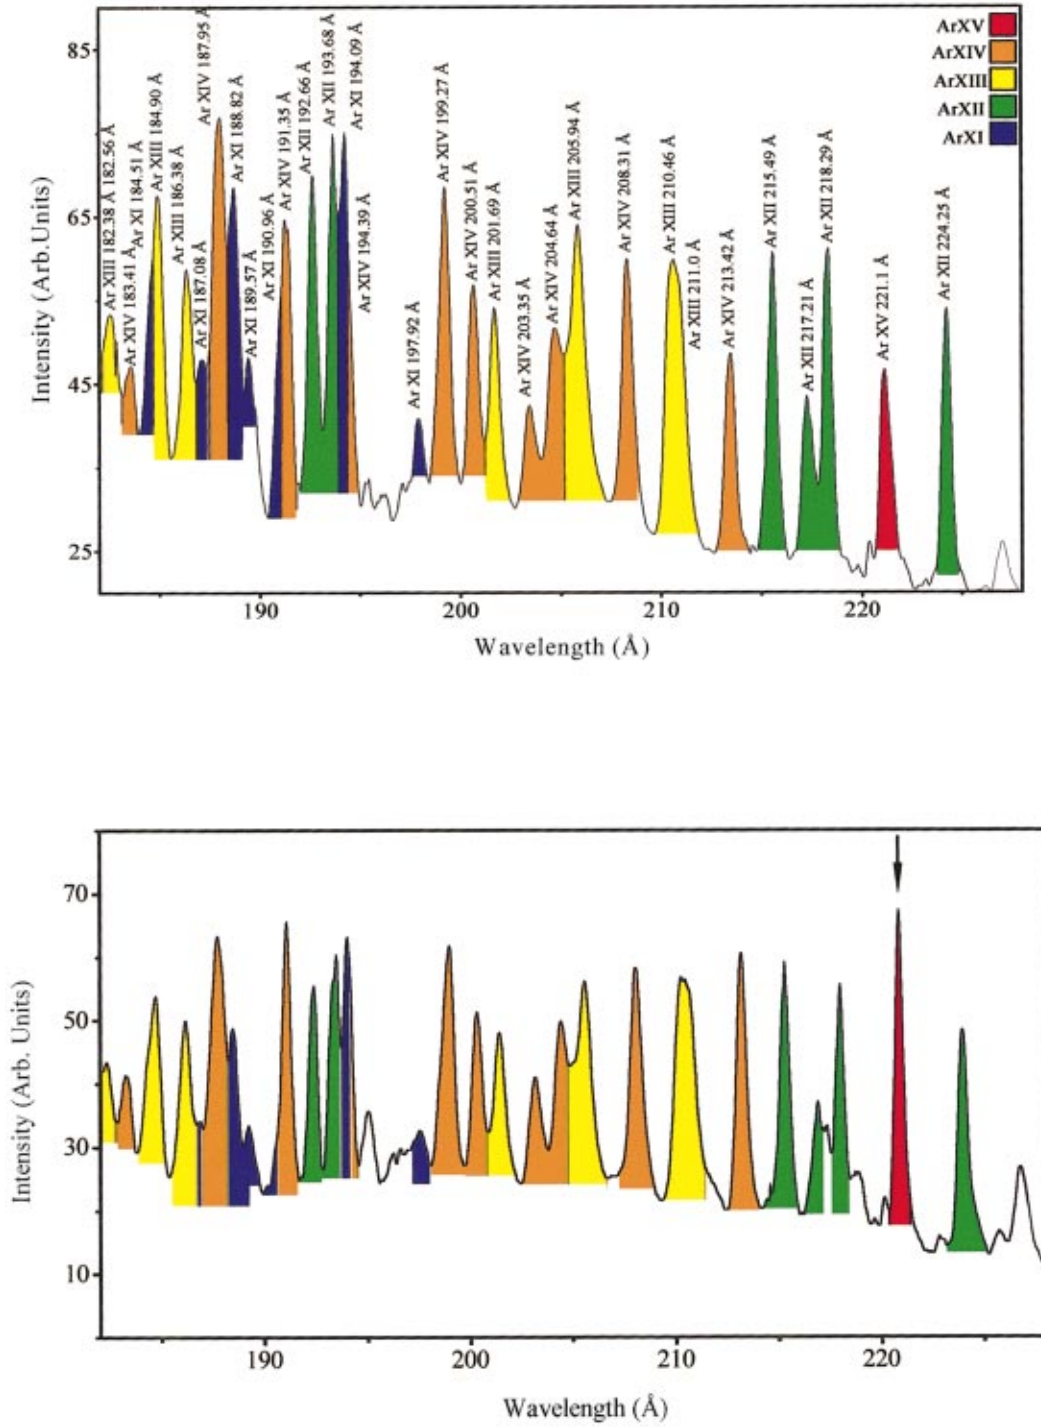 ArXV
ArXIV
ArXIII
ArXII
ArXI
85
65
45
25
Intensity (Arb.Units)
Ar XIII 182.38 Å 182.56 Å
Ar XIV 183.41 Å
Ar XI 184.51 Å
Ar XIII 184.90 Å
Ar XIII 186.38 Å
Ar XI 187.08 Å
Ar XIV 187.95 Å
Ar XI 188.82 Å
Ar XI 189.57 Å
Ar XI 190.96 Å
Ar XIV 191.35 Å
Ar XII 192.66 Å
Ar XII 193.68 Å
Ar XI 194.09 Å
Ar XIV 194.39 Å
Ar XI 197.92 Å
Ar XIV 199.27 Å
Ar XIV 200.51 Å
Ar XIII 201.69 Å
Ar XIV 203.35 Å
Ar XIV 204.64 Å
Ar XIII 205.94 Å
Ar XIV 208.31 Å
Ar XIII 210.46 Å
Ar XIII 211.0 Å
Ar XIV 213.42 Å
Ar XII 215.49 Å
Ar XII 217.21 Å
Ar XII 218.29 Å
Ar XV 221.1 Å
Ar XII 224.25 Å
190 200 210 220
Wavelength (Å)
70
50
30
10
Intensity (Arb. Units)
190 200 210 220
Wavelength (Å)